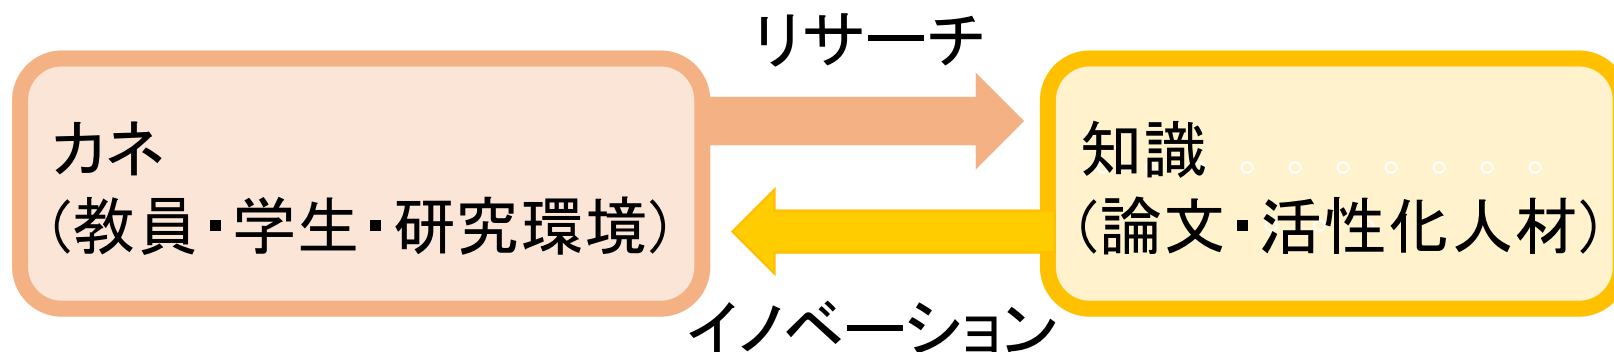 リサーチ
カネ
(教員・学生・研究環境)
知識 。。。。。。。
(論文・活性化人材)
イノベーション